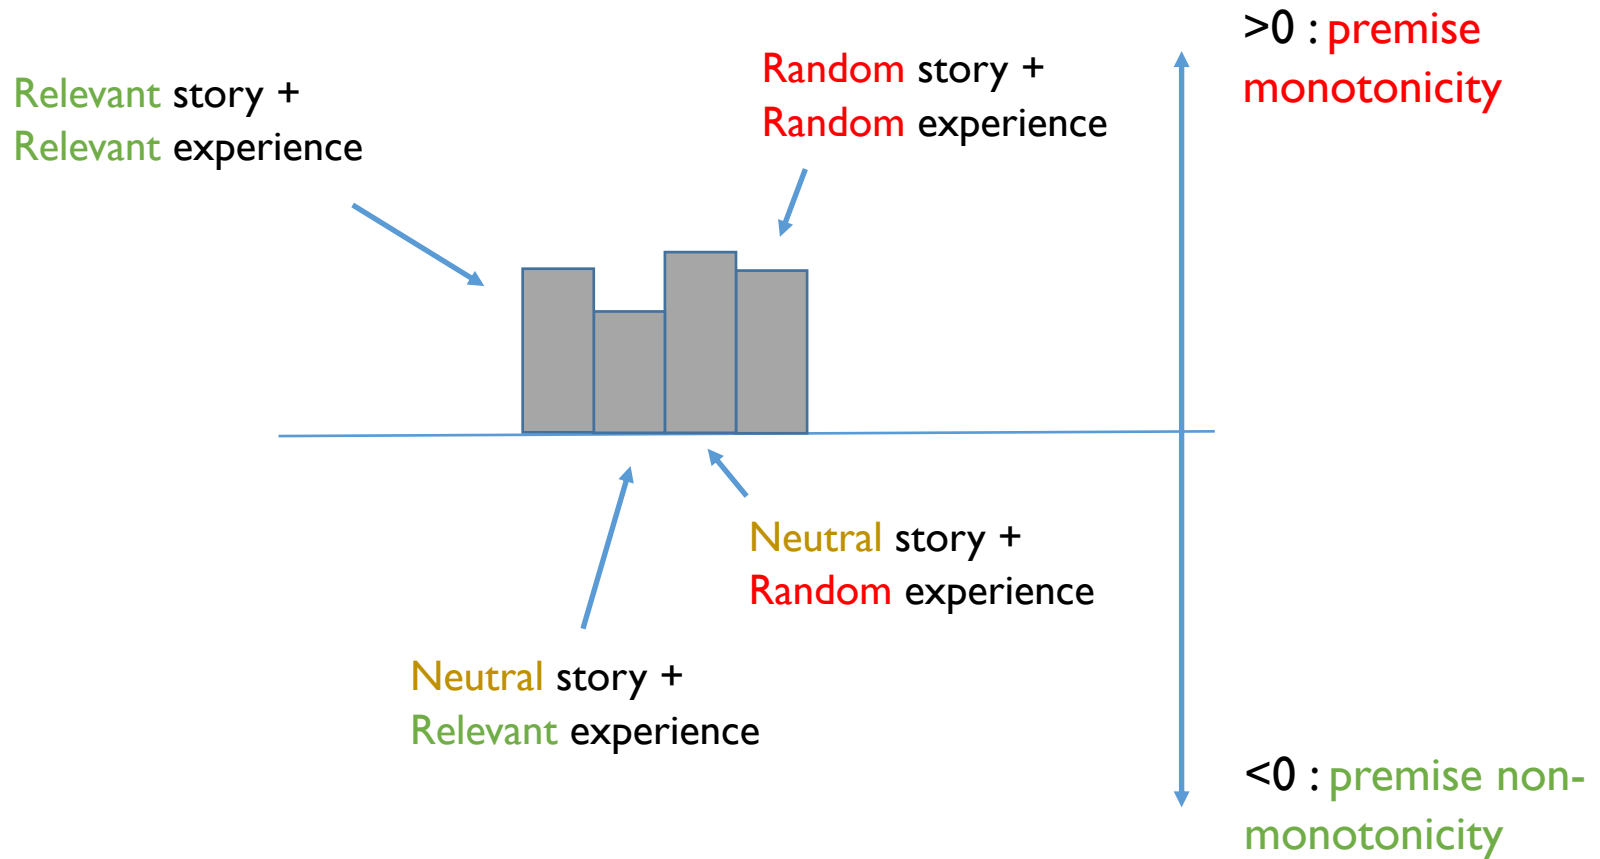 Relevant story +
Relevant experience
Random story +
Random experience
>0 : premise
monotonicity
Neutral story +
Random experience
Neutral story +
Relevant experience
<0 : premise non-
monotonicity